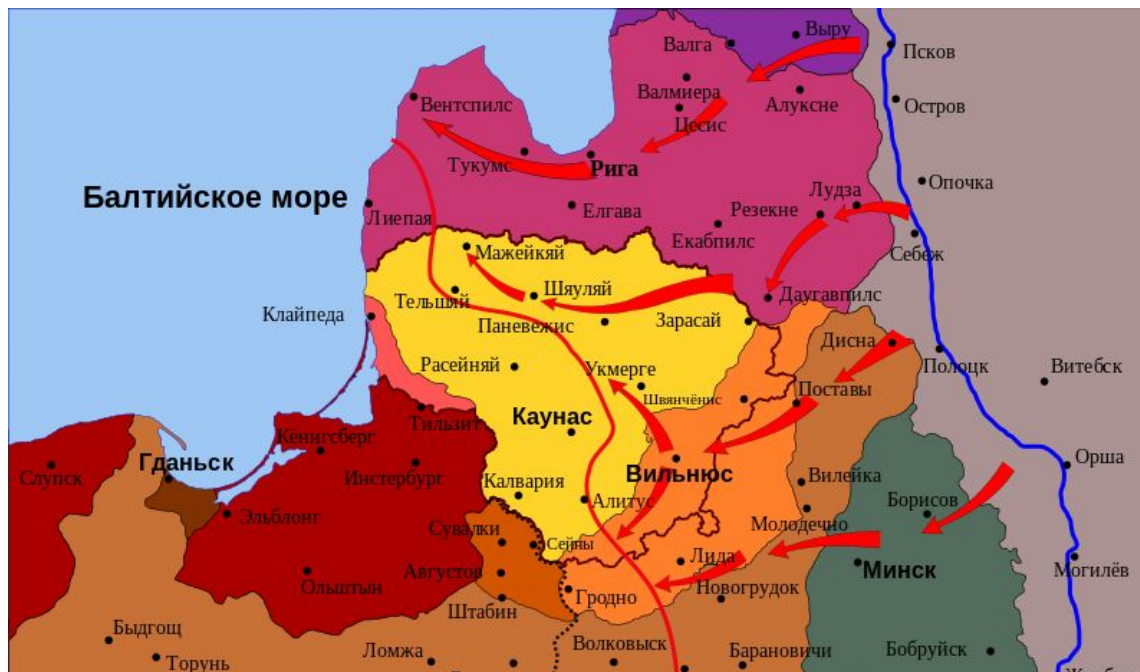 Выру
Валга
Псков
Валмиера
Алуксне
Вентспилс
Остров
Цесис
Тукумс
Рига
Опочка
Балтийское море
Лудза
Резекне
Лиепая
Елгава
Екабпилс
Себеж
Мажейкяй
Шяуляй
Тельшяй
Даугавпилс
Клайпеда
Паневежис
Зарасай
Дисна
Расейняй
Укмерге
Полоцк
Витебск
Швянчёнис
Поставы
Каунас
Тильзит
Кёнигсберг
Гданьск
Слупск
Инстербург
Вильнюс
Орша
Калвария
Вилейка
Алитус
Борисов
Эльблонг
Сувалки
Молодечно
Сейны
Лида
Минск
Могилёв
Августов
Ольштын
Гродно
Новогрудок
Штабин
Быдгощ
Ломжа
Волковыск
Барановичи
Бобруйск
Торунь